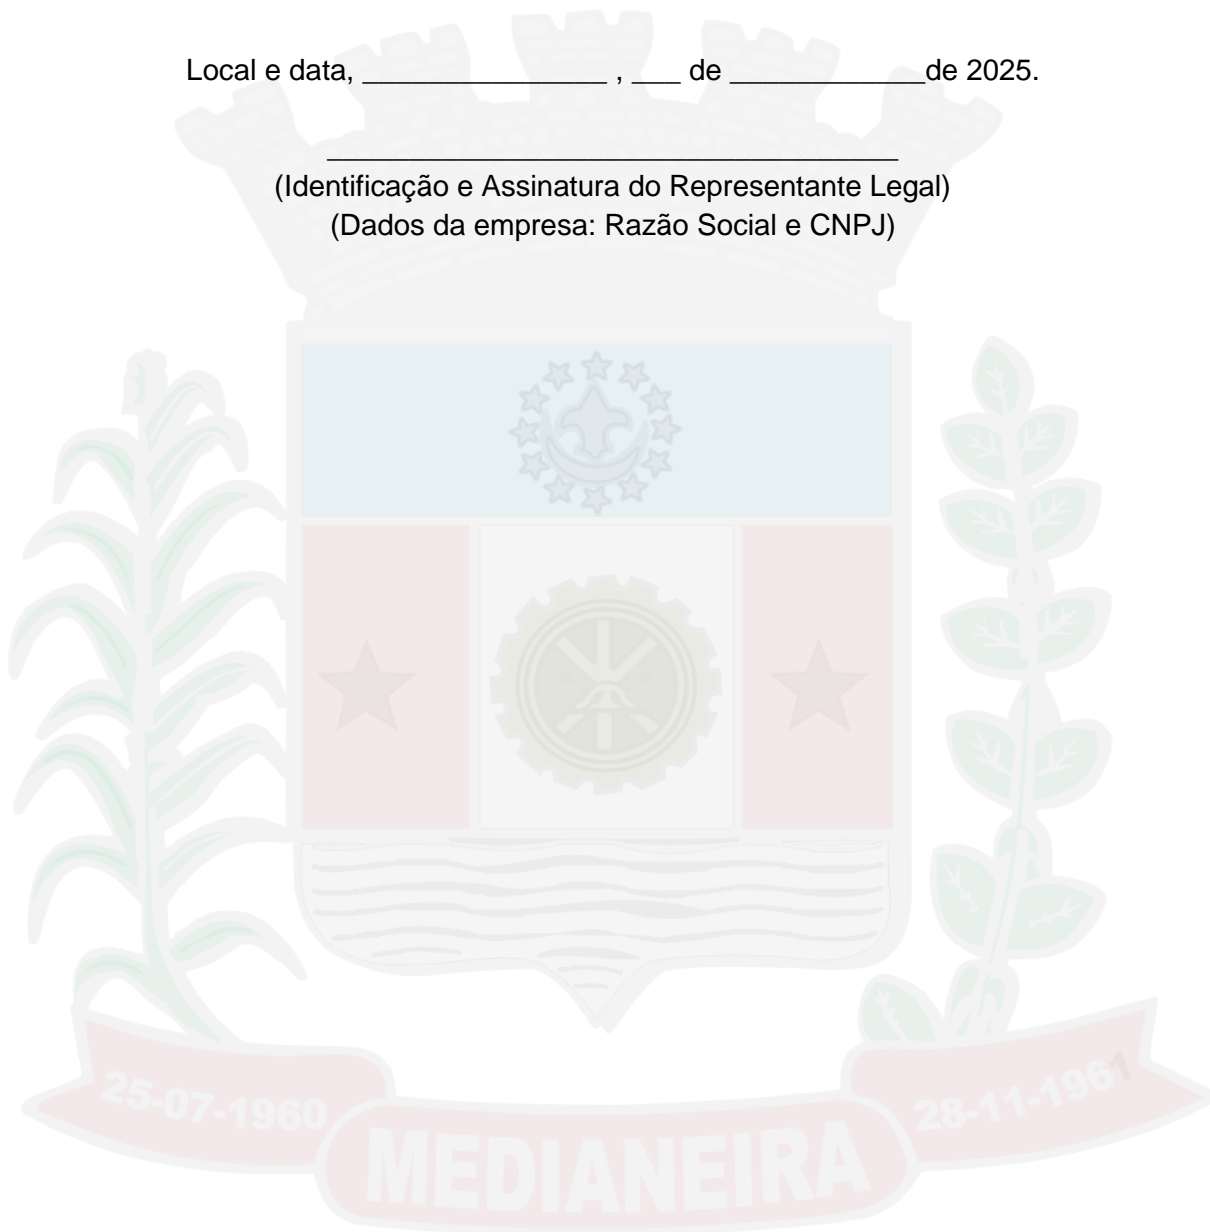 Local e data, _______________ , ___ de ____________de 2025.
___________________________________
(Identificação e Assinatura do Representante Legal)
(Dados da empresa: Razão Social e CNPJ)
25-07-1960
28-11-1961
MEDIANEIRA